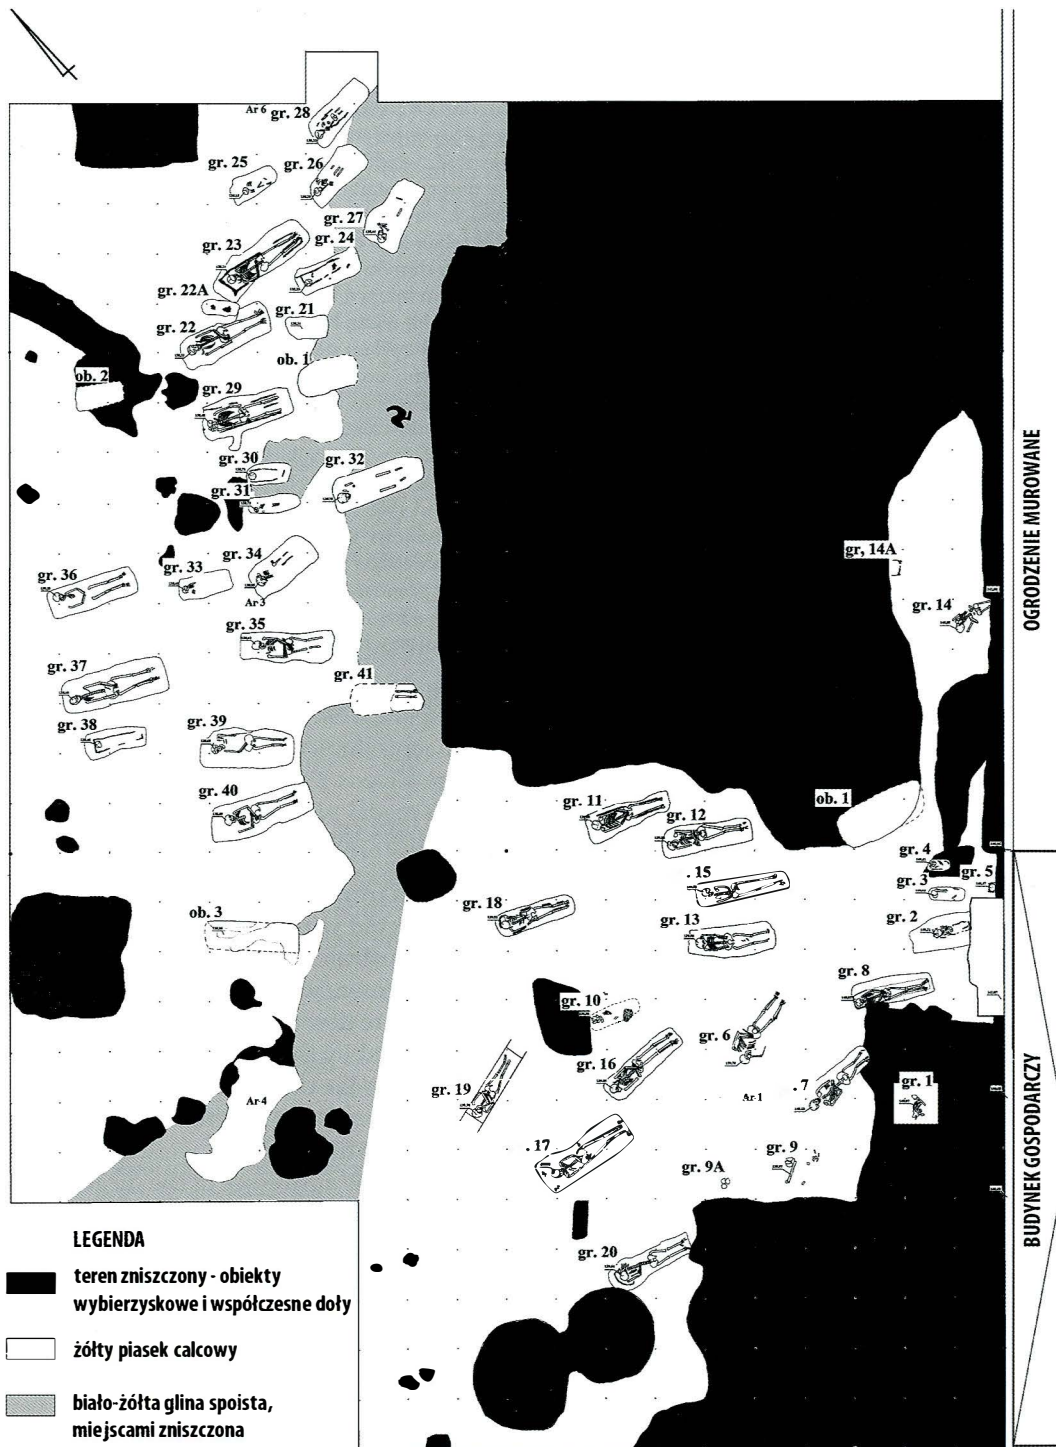 Ar 6
gr. 28
gr. 25
gr. 26
gr. 27
gr. 23
gr. 24
gr. 22A
gr. 21
gr. 22
ob. 1
ob. 2
gr. 29
gr. 30
gr. 32
gr. 31
gr. 34
gr. 33
gr. 36
Ar 3
gr. 35
gr. 37
gr. 41
gr. 38
gr. 39
gr. 40
ob. 3
Ar 4
gr, 14A
gr. 14
OGRODZENIE MUROWANE
gr. 11
gr. 12
ob. 1
gr. 4
gr. 5
gr. 3
. 15
gr. 18
gr. 13
gr. 2
gr. 8
gr. 10
gr. 6
gr. 16
gr. 19
. 7
gr. 1
Ar 1
. 17
gr. 9
gr. 9A
gr. 20
BUDYNEK GOSPODARCZY
LEGENDA
teren zniszczony - obiekty
wybierzyskowe i współczesne doły
żółty piasek calcowy
biało-żółta glina spoista,
miejscami zniszczona